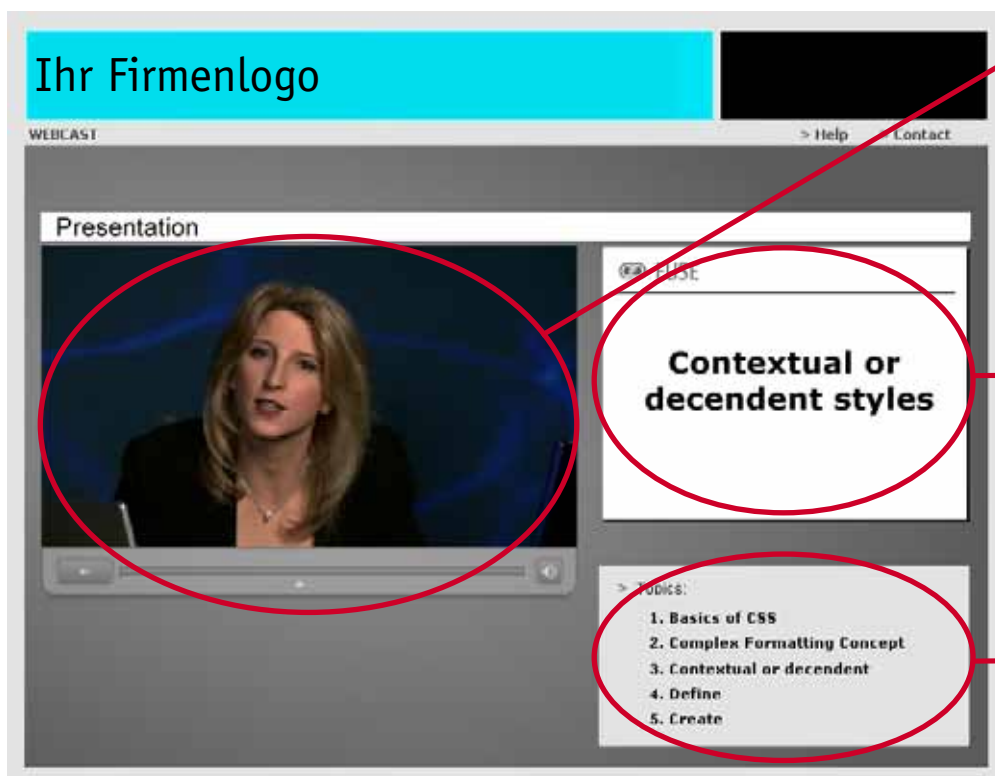 Ihr Firmenlogo
WEBCAST
> Help > Contact
Presentation
FUSE
Contextual or
decendent styles
> Topics:
1. Basics of CSS
2. Complex Formatting Concept
3. Contextual or decendent
4. Define
5. Create